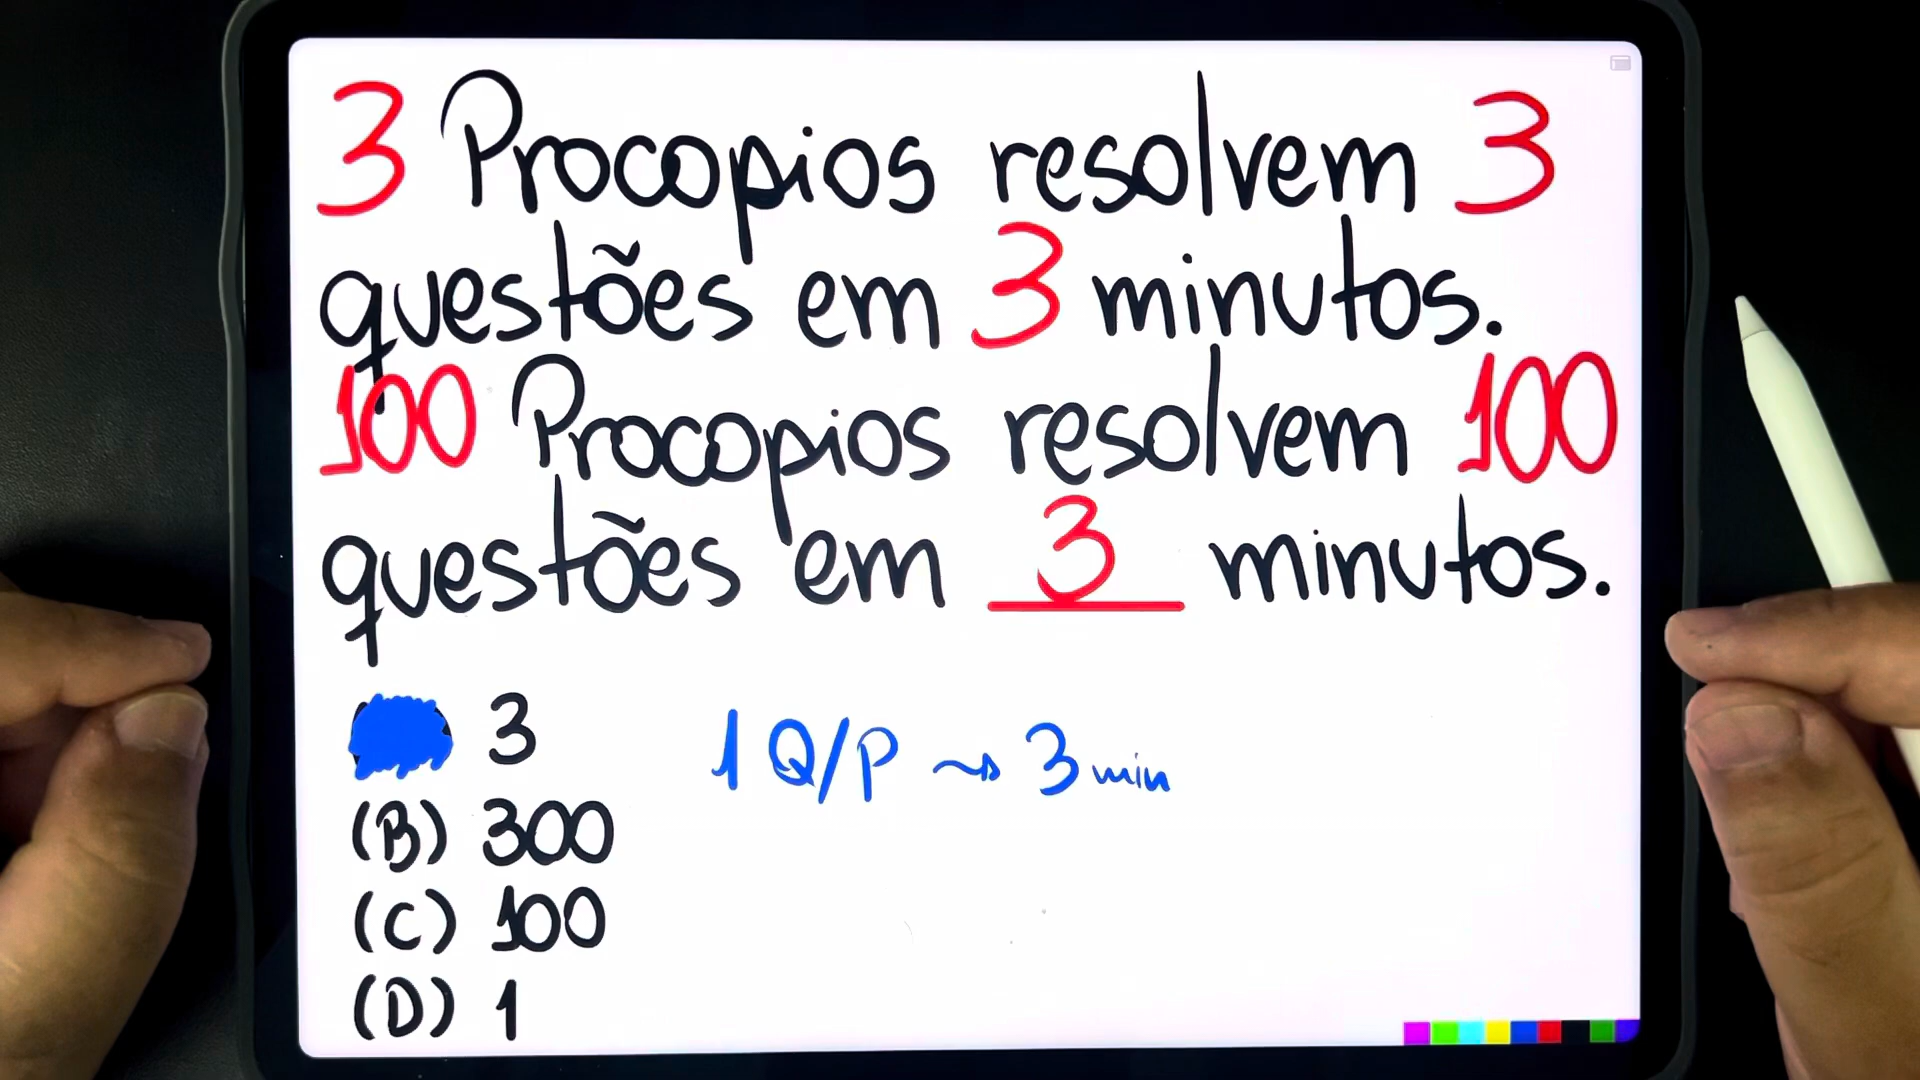 3 Procopios resolvem 3
questões em 3 minutos.
100 Procopios resolvem 100
questões em 3 minutos.
3
1 Q/P ⇝ 3 min
(B) 300
(C) 100
(D) 1